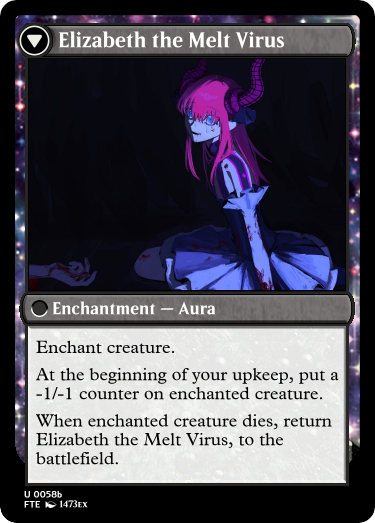 Elizabeth the Melt Virus
Enchantment — Aura
Enchant creature.
At the beginning of your upkeep, put a
-1/-1 counter on enchanted creature.
When enchanted creature dies, return
Elizabeth the Melt Virus, to the
battlefield.
U 0058b
FTE 1473EX